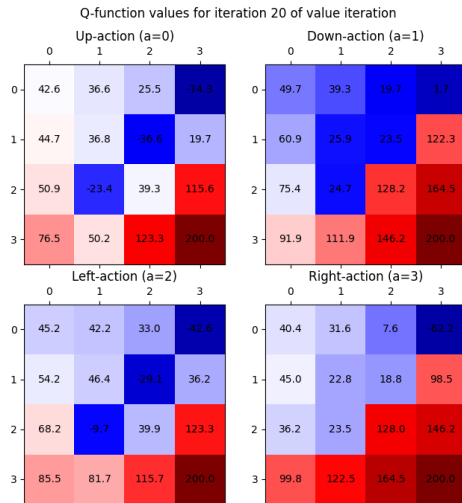 Q-function values for iteration 20 of value iteration
Up-action (a=0)
0 1 2 3
0 42.6 36.6 25.5
1 44.7 36.8 -36.6 19.7
2 50.9 -23.4 39.3 115.6
3 76.5 50.2 123.3 200.0
Down-action (a=1)
0 1 2 3
0 49.7 39.3 19.7 1.7
1 60.9 25.9 23.5 122.3
2 75.4 24.7 128.2 164.5
3 91.9 111.9 146.2 200.0
Left-action (a=2)
0 1 2 3
0 45.2 42.2 33.0 -42.6
1 54.2 46.4 -29.1 36.2
2 68.2 -9.7 39.9 123.3
3 85.5 81.7 115.7 200.0
Right-action (a=3)
0 1 2 3
0 40.4 31.6 7.6
1 45.0 22.8 18.8 98.5
2 36.2 23.5 128.0 146.2
3 99.8 122.5 164.5 200.0